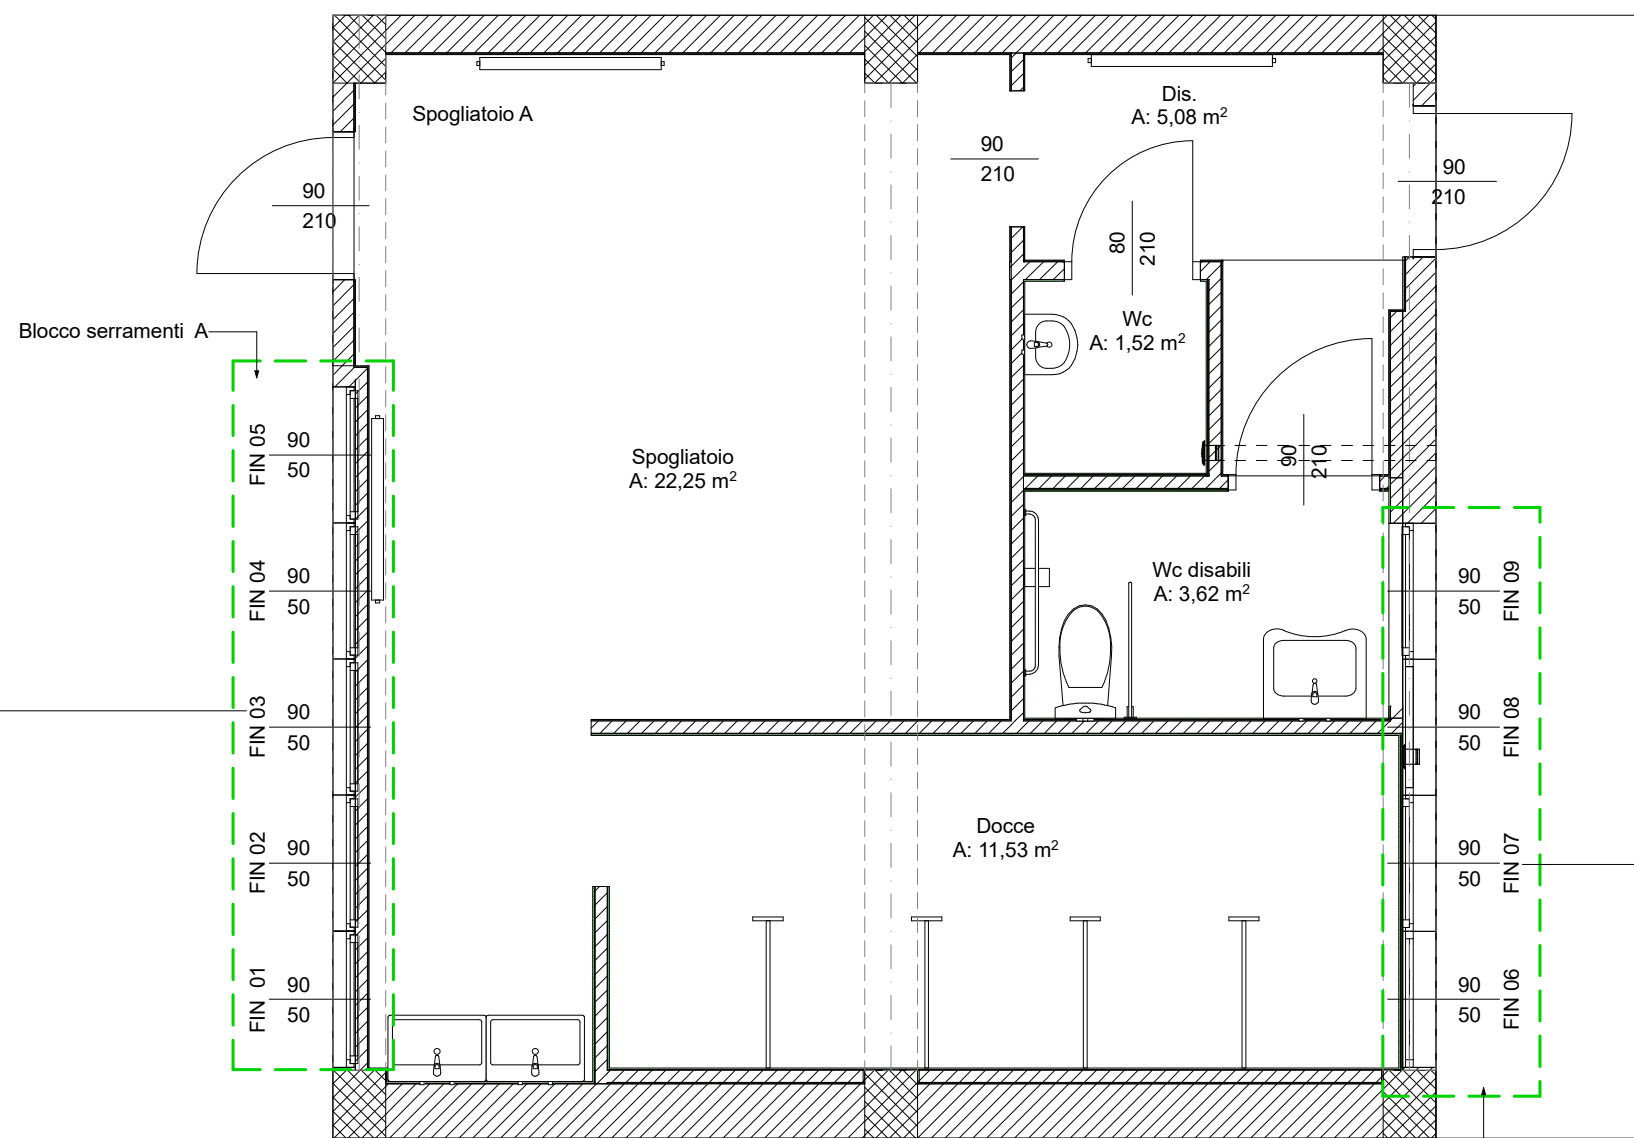 Spogliatoio A
Dis.
A: 5,08 m²
90
210
90
210
90
210
80
210
Blocco serramenti A
Wc
A: 1,52 m²
Spogliatoio
A: 22,25 m²
90
210
FIN 05
90
50
FIN 04
90
50
FIN 03
90
50
FIN 02
90
50
FIN 01
90
50
Wc disabili
A: 3,62 m²
90
50
FIN 09
90
50
FIN 08
Docce
A: 11,53 m²
90
50
FIN 07
90
50
FIN 06